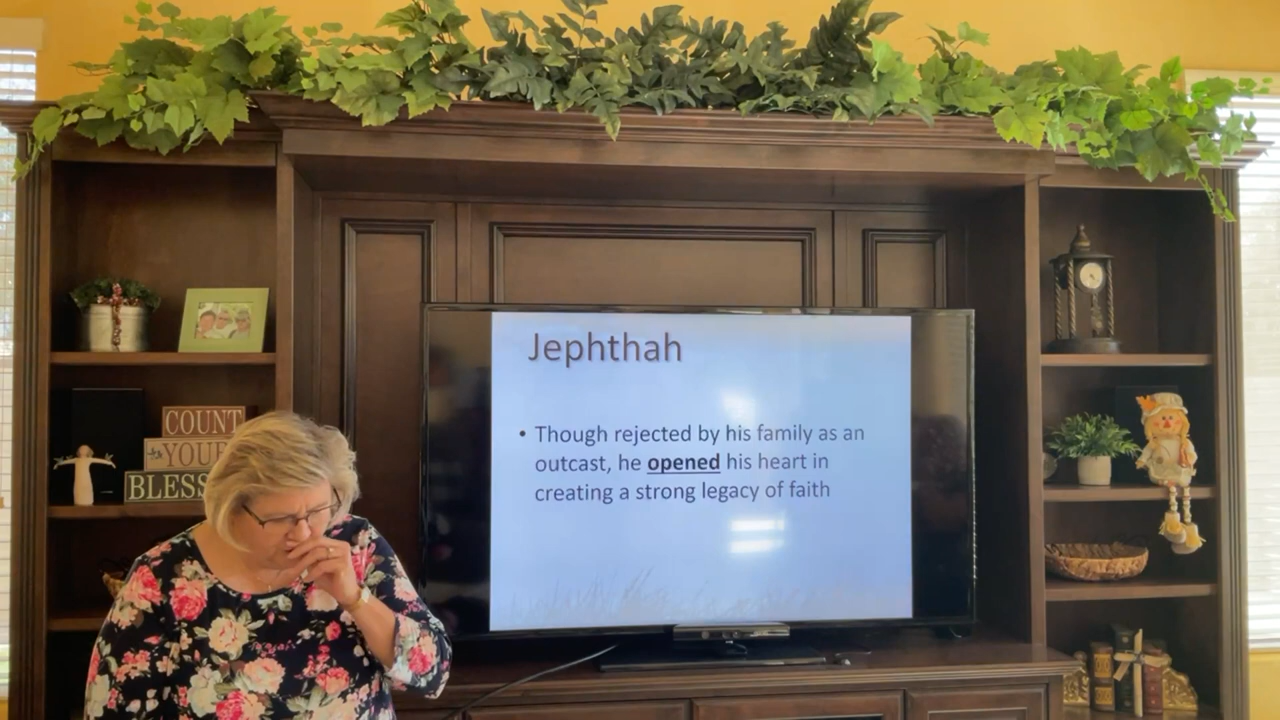 Jephthah
• Though rejected by his family as an
outcast, he opened his heart in
creating a strong legacy of faith
COUNT
YOUR
BLESS